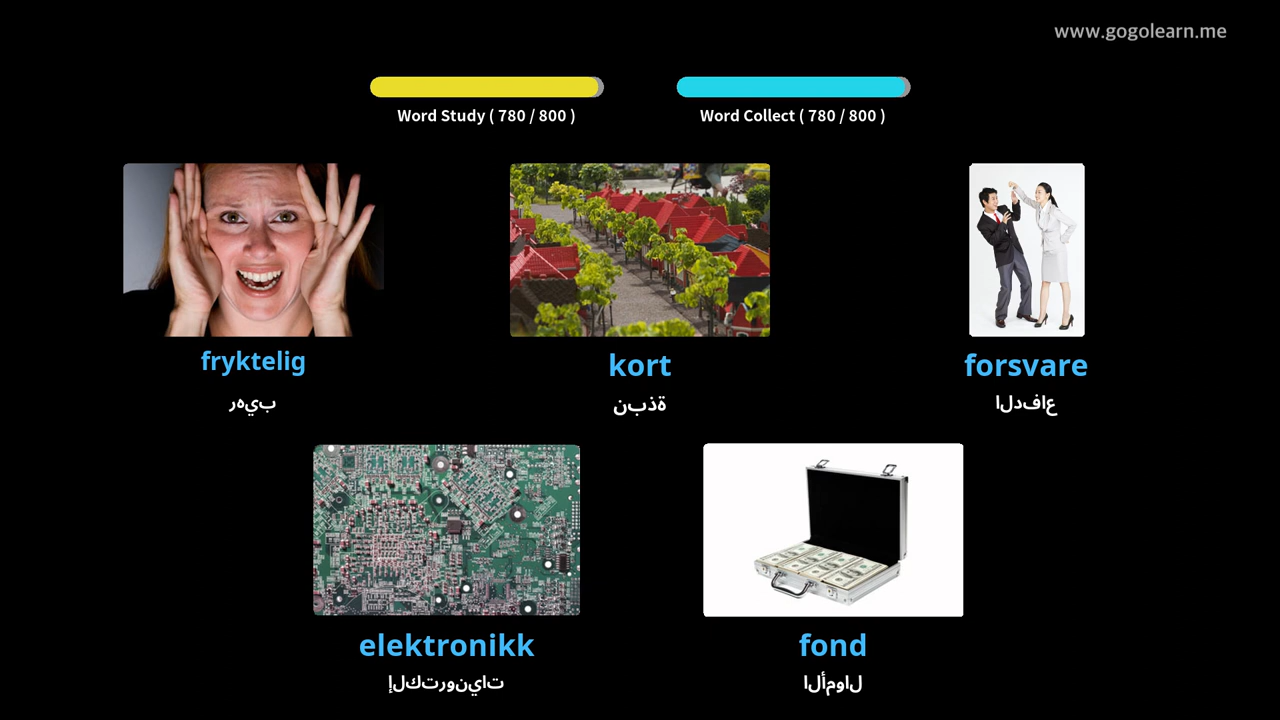 www.gogolearn.me
Word Study ( 780 / 800 )
Word Collect ( 780 / 800 )
fryktelig
رهيب
kort
نبذة
forsvare
الدفاع
elektronikk
إلكترونيات
fond
الأموال